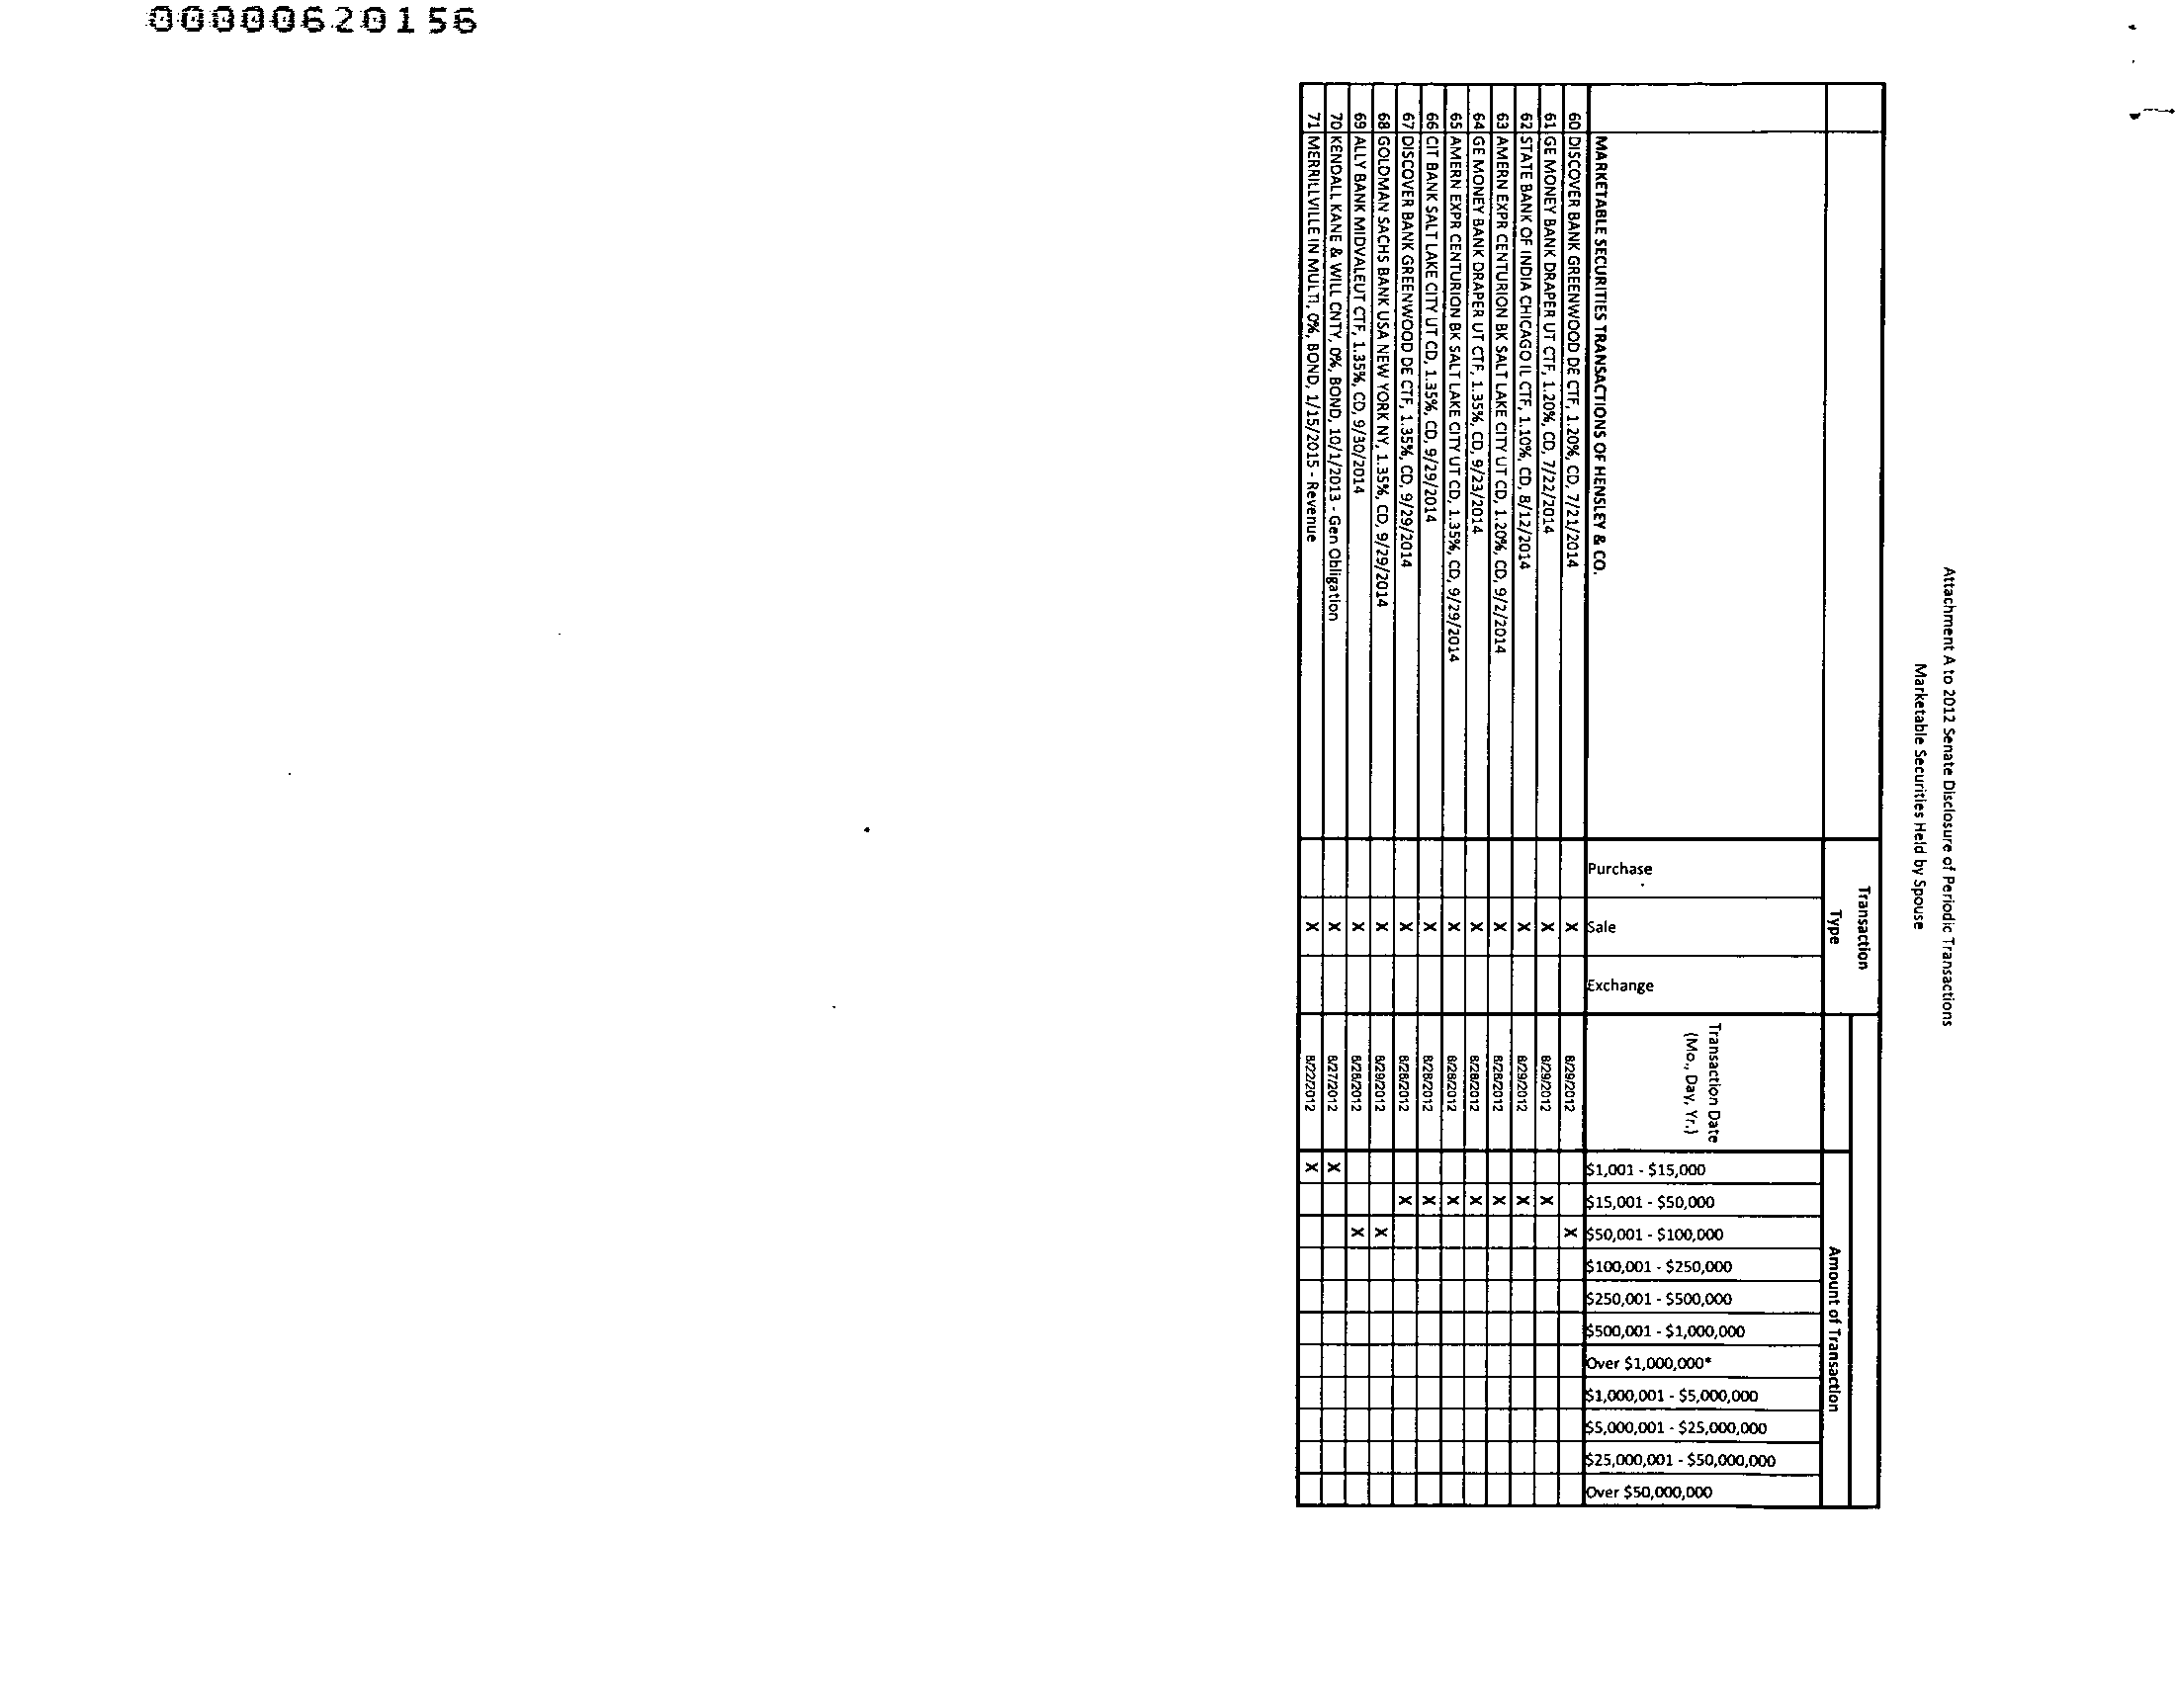 00000620156
Attachment A to 2012 Senate Disclosure of Periodic Transactions
Marketable Securities Held by Spouse
Transaction
Type
Amount of Transaction
MARKETABLE SECURITIES TRANSACTIONS OF HENSLEY & CO.
Purchase
Sale
Exchange
Transaction Date
(Mo., Day, Yr.)
$1,001 - $15,000
$15,001 - $50,000
$50,001 - $100,000
$100,001 - $250,000
$250,001 - $500,000
$500,001 - $1,000,000
Over $1,000,000*
$1,000,001 - $5,000,000
$5,000,001 - $25,000,000
$25,000,001 - $50,000,000
Over $50,000,000
60 DISCOVER BANK GREENWOOD DE CTF, 1.20%, CD, 7/21/2014 X 8/29/2012 X
61 GE MONEY BANK DRAPER UT CTF, 1.20%, CD, 7/22/2014 X 8/29/2012 X
62 STATE BANK OF INDIA CHICAGO IL CTF, 1.10%, CD, 8/12/2014 X 8/29/2012 X
63 AMERN EXPR CENTURION BK SALT LAKE CITY UT CD, 1.20%, CD, 9/2/2014 X 8/28/2012 X
64 GE MONEY BANK DRAPER UT CTF, 1.35%, CD, 9/23/2014 X 8/28/2012 X
65 AMERN EXPR CENTURION BK SALT LAKE CITY UT CD, 1.35%, CD, 9/29/2014 X 8/28/2012 X
66 CIT BANK SALT LAKE CITY UT CD, 1.35%, CD, 9/29/2014 X 8/28/2012 X
67 DISCOVER BANK GREENWOOD DE CTF, 1.35%, CD, 9/29/2014 X 8/28/2012 X
68 GOLDMAN SACHS BANK USA NEW YORK NY, 1.35%, CD, 9/29/2014 X 8/29/2012 X
69 ALLY BANK MIDVALEUT CTF, 1.35%, CD, 9/30/2014 X 8/28/2012 X
70 KENDALL KANE & WILL CNTY, 0%, BOND, 10/1/2013 - Gen Obligation X 8/27/2012 X
71 MERRILLVILLE IN MULTI, 0%, BOND, 1/15/2015 - Revenue X 8/22/2012 X